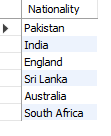 Nationality
Pakistan
India
England
Sri Lanka
Australia
South Africa